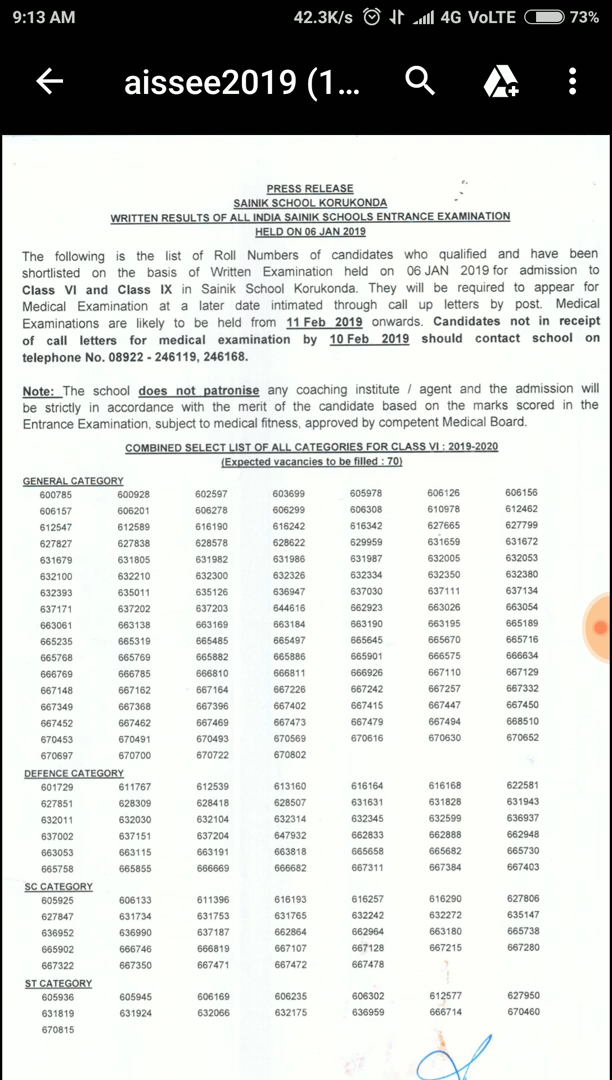 9:13 AM 42.3K/s 4G VoLTE 73%
aissee2019 (1...
PRESS RELEASE
SAINIK SCHOOL KORUKONDA
WRITTEN RESULTS OF ALL INDIA SAINIK SCHOOLS ENTRANCE EXAMINATION
HELD ON 06 JAN 2019
The following is the list of Roll Numbers of candidates who qualified and have been
shortlisted on the basis of Written Examination held on 06 JAN 2019 for admission to
Class VI and Class IX in Sainik School Korukonda. They will be required to appear for
Medical Examination at a later date intimated through call up letters by post. Medical
Examinations are likely to be held from 11 Feb 2019 onwards. Candidates not in receipt
of call letters for medical examination by 10 Feb 2019 should contact school on
telephone No. 08922 - 246119, 246168.
Note: The school does not patronise any coaching institute / agent and the admission will
be strictly in accordance with the merit of the candidate based on the marks scored in the
Entrance Examination, subject to medical fitness, approved by competent Medical Board.
COMBINED SELECT LIST OF ALL CATEGORIES FOR CLASS VI : 2019-2020
(Expected vacancies to be filled : 70)
GENERAL CATEGORY
600785 600928 602597 603699 605978 606126 606156
606157 606201 606278 606299 606308 610978 612462
612547 612589 616190 616242 616342 627665 627799
627827 627838 628578 628622 629959 631659 631672
631679 631805 631982 631986 631987 632005 632053
632100 632210 632300 632326 632334 632350 632380
632393 635011 635126 636947 637030 637111 637134
637171 637202 637203 644616 662923 663026 663054
663061 663138 663169 663184 663190 663195 665189
665235 665319 665485 665497 665645 665670 665716
665768 665769 665882 665886 665901 666575 666634
666769 666785 666810 666811 666926 667110 667129
667148 667162 667164 667226 667242 667257 667332
667349 667368 667396 667402 667415 667447 667450
667452 667462 667469 667473 667479 667494 668510
670453 670491 670493 670569 670616 670630 670652
670697 670700 670722 670802
DEFENCE CATEGORY
601729 611767 612539 613160 616164 616168 622581
627851 628309 628418 628507 631631 631828 631943
632011 632030 632104 632314 632345 632599 636937
637002 637151 637204 647932 662833 662888 662948
663053 663115 663191 663818 665658 665682 665730
665758 665855 666669 666682 667311 667384 667403
SC CATEGORY
605925 606133 611396 616193 616257 616290 627806
627847 631734 631753 631765 632242 632272 635147
636952 636990 637187 662864 662964 663180 665738
665902 666746 666819 667107 667128 667215 667280
667322 667350 667471 667472 667478
ST CATEGORY
605936 605945 606169 606235 606302 612577 627950
631819 631924 632066 632175 636959 666714 670460
670815